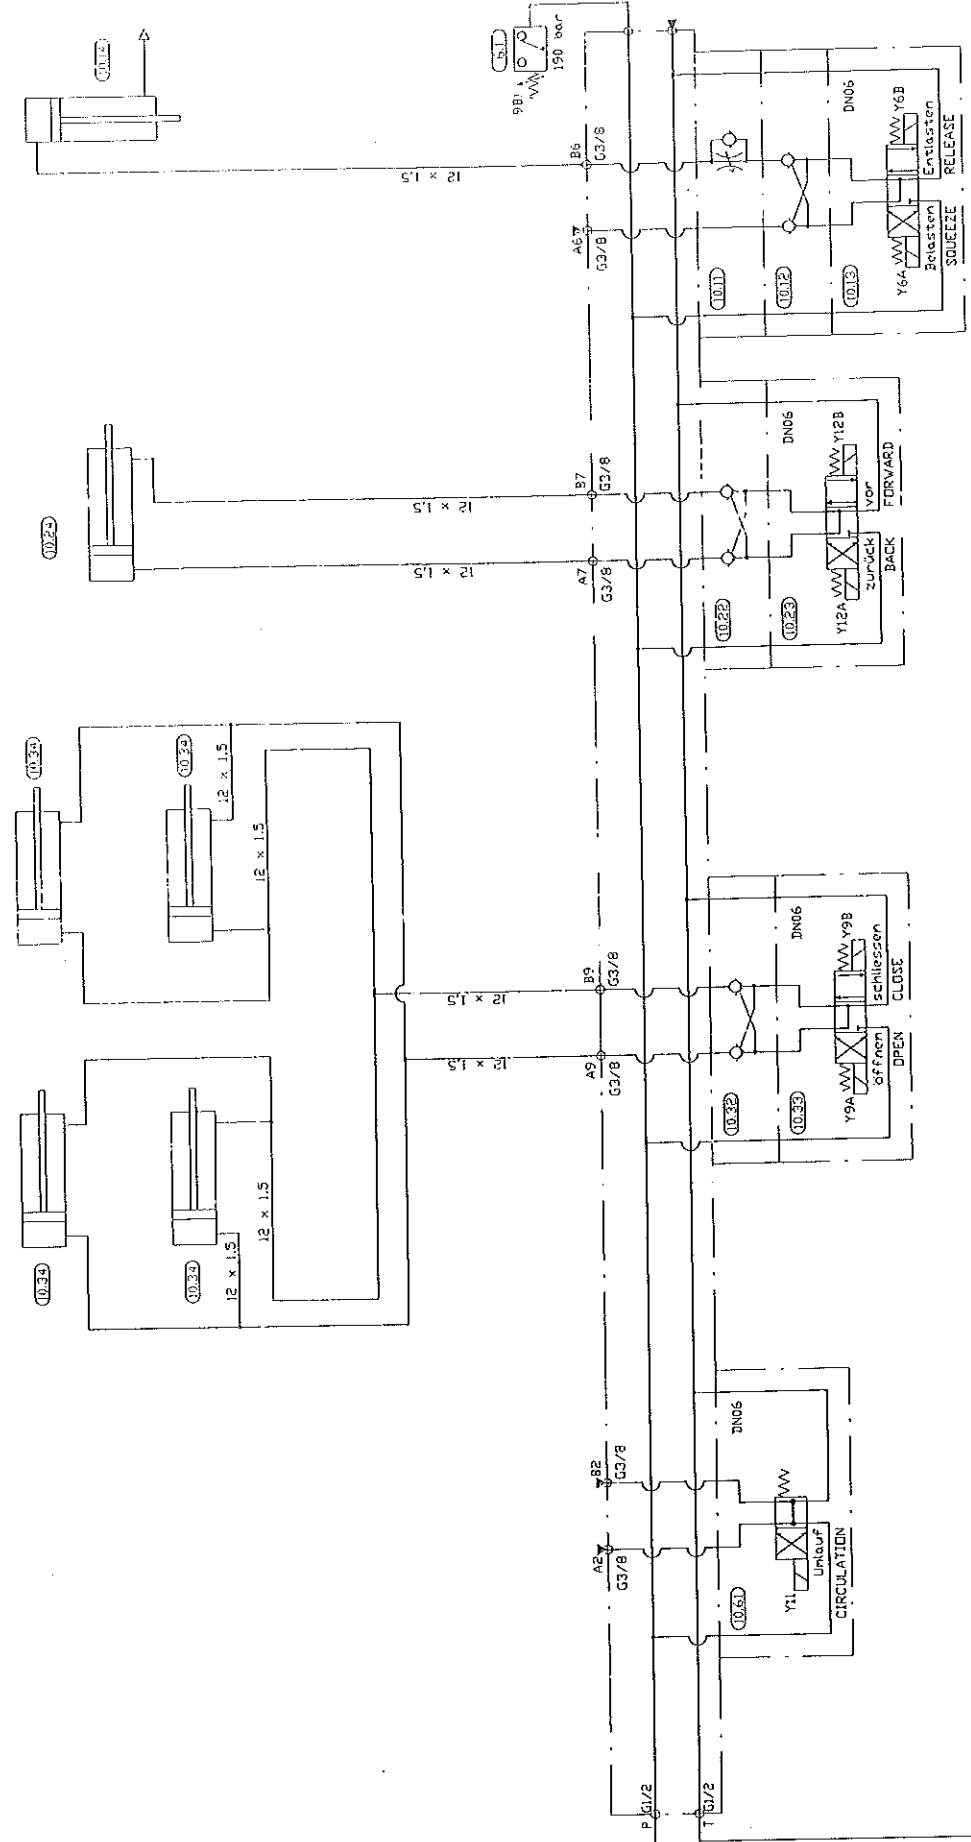 10.14
6.1
9B1
190 bar
12 x 1,5
B6
G3/8
A6
G3/8
10.11
10.12
10.13
DN06
Y6A
Y6B
Belasten
Entlasten
SQUEEZE
RELEASE
10.24
12 x 1,5
12 x 1,5
B7
G3/8
A7
G3/8
10.22
10.23
DN06
Y12A
Y12B
zurück
vor
BACK
FORWARD
10.34
10.34
12 x 1,5
12 x 1,5
10.34
10.34
12 x 1,5
12 x 1,5
12 x 1,5
12 x 1,5
B9
G3/8
A9
G3/8
10.32
10.33
DN06
Y9A
Y9B
öffnen
schliessen
OPEN
CLOSE
B2
G3/8
A2
G3/8
10.61
DN06
Y11
Umlauf
CIRCULATION
P
G1/2
T
G1/2